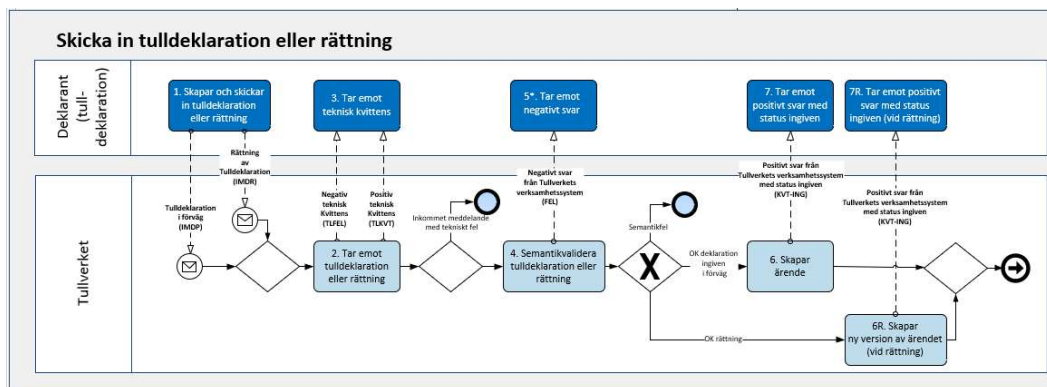 Skicka in tulldeklaration eller rättning
Deklarant
(tull-
deklaration)
1. Skapar och skickar
in tulldeklaration
eller rättning
3. Tar emot
teknisk kvittens
5*. Tar emot
negativt svar
7. Tar emot
positivt svar med
status ingiven
7R. Tar emot positivt
svar med status
ingiven (vid rättning)
Tullverket
Tulldeklaration
i förväg
(IMDP)
Rättning
av
Tulldeklaration
(IMDR)
Negativ
teknisk
Kvittens
(TLFEL)
Positiv
teknisk
Kvittens
(TLKVT)
Inkommet meddelande
med tekniskt fel
Negativt svar
från Tullverkets
verksamhetssystem
(FEL)
Semantikfel
Positivt svar från
Tullverkets verksamhetssystem
med status ingiven
(KVT-ING)
Positivt svar från
Tullverkets verksamhetssystem
med status ingiven
(KVT-ING)
2. Tar emot
tulldeklaration
eller rättning
4. Semantikvalidera
tulldeklaration eller
rättning
X
OK deklaration
ingiven
i förväg
6. Skapar
ärende
OK rättning
6R. Skapar
ny version av ärendet
(vid rättning)